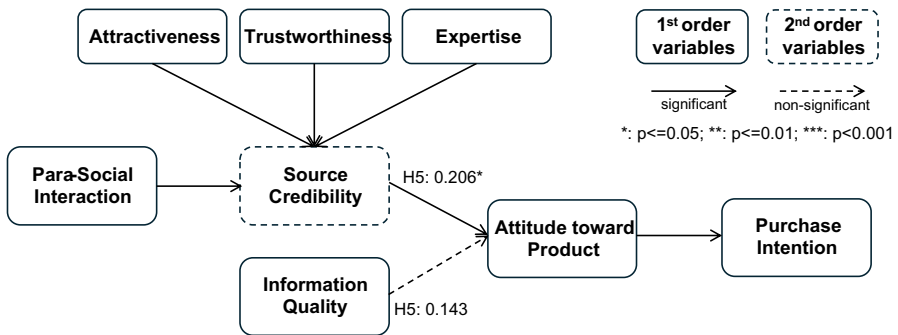 Attractiveness
Trustworthiness
Expertise
1st order
variables
2nd order
variables
significant
non-significant
*: p<=0.05; **: p<=0.01; ***: p<0.001
Para-Social
Interaction
Source
Credibility
H5: 0.206*
Attitude toward
Product
Purchase
Intention
Information
Quality
H5: 0.143